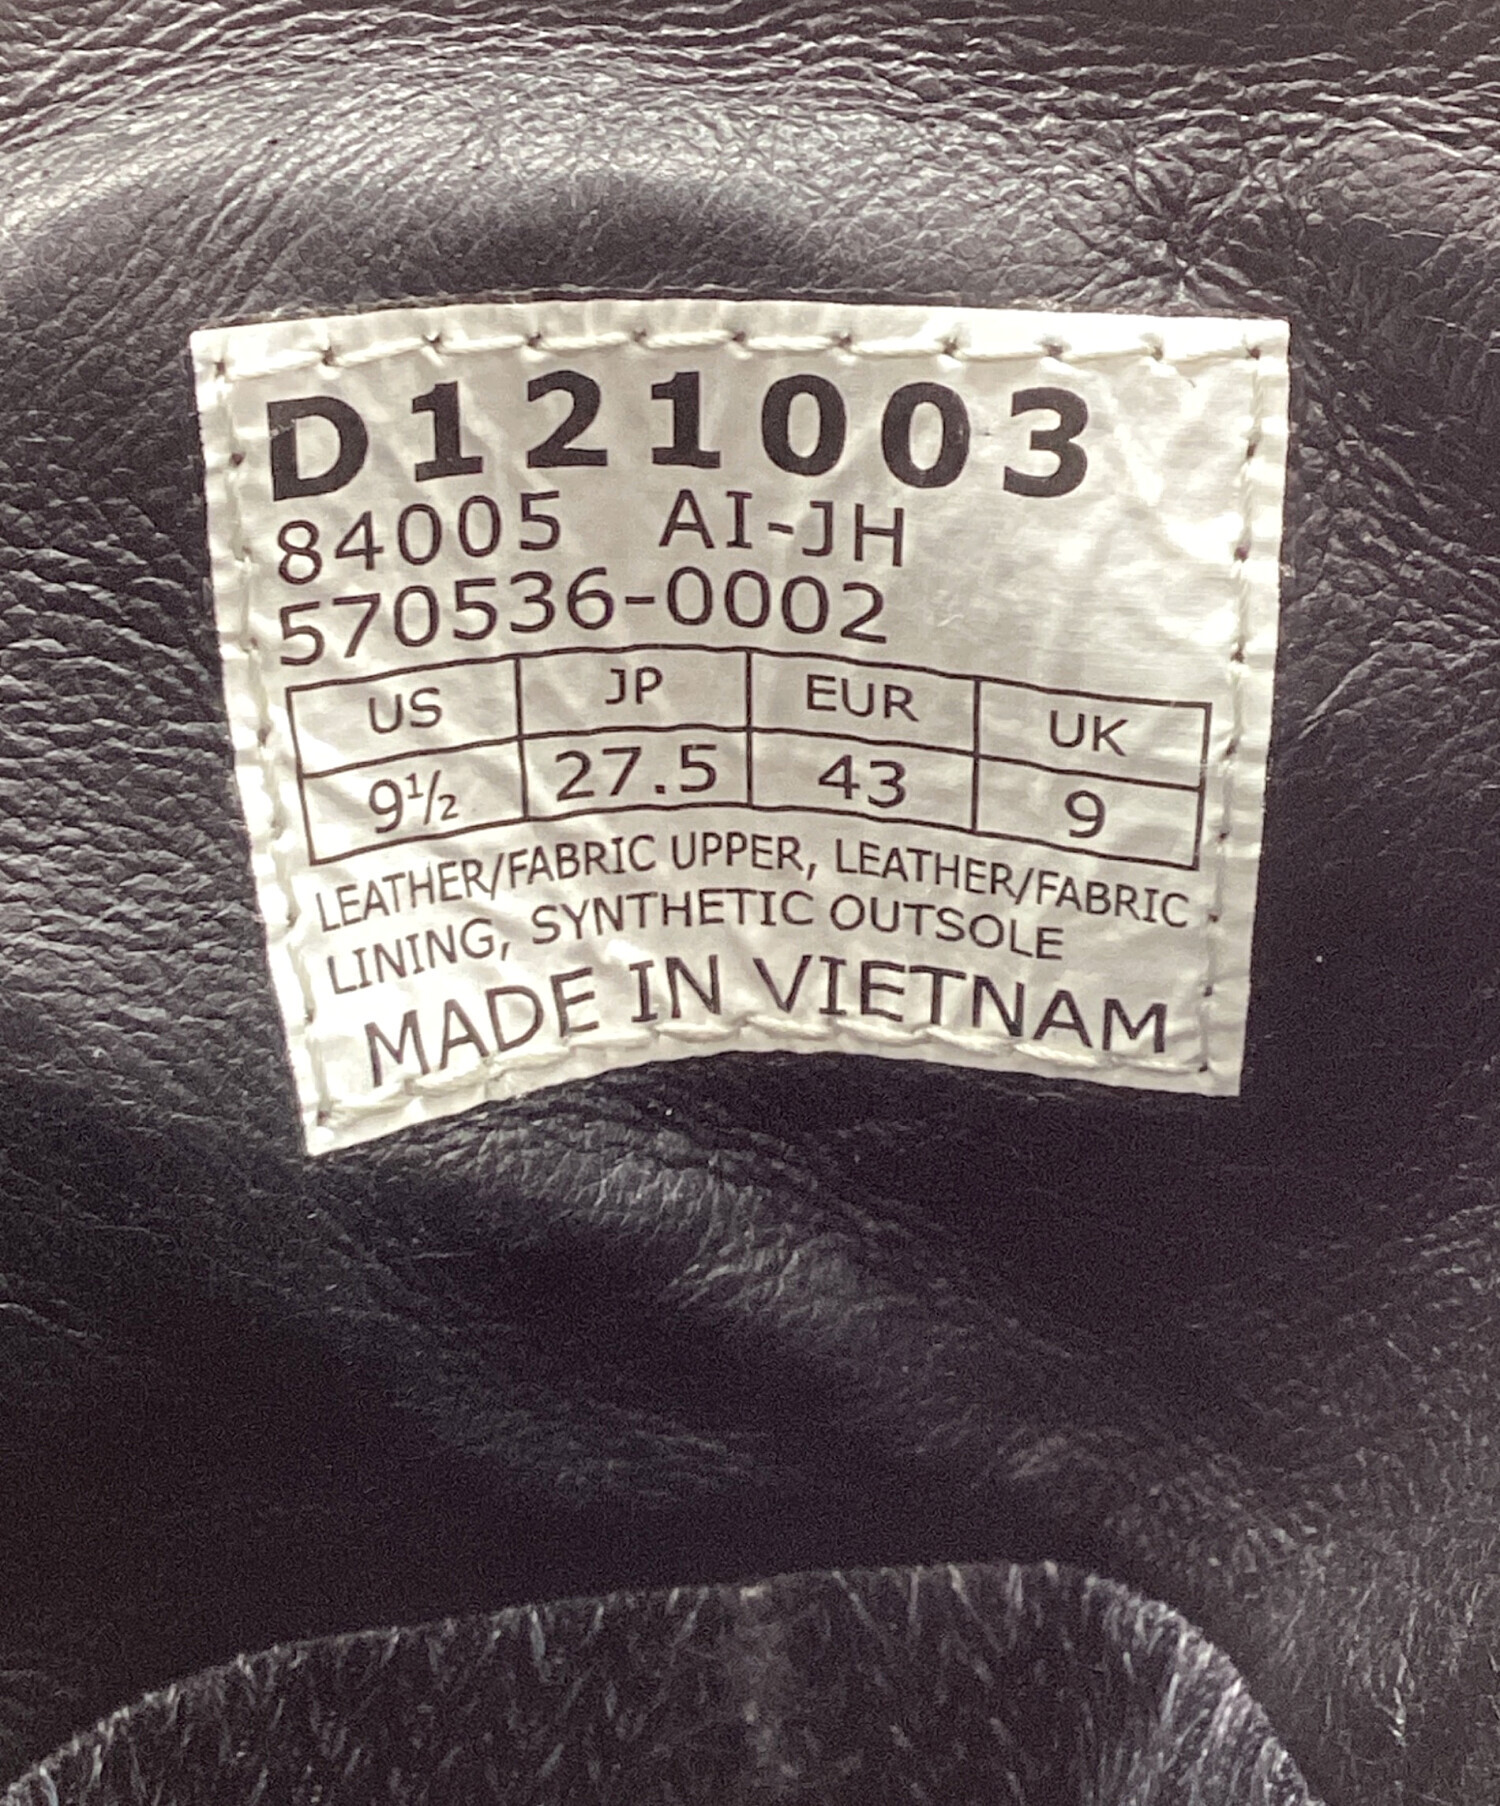 D121003
84005 AI-JH
570536-0002
US JP EUR UK
9½ 27.5 43 9
LEATHER/FABRIC UPPER, LEATHER/FABRIC
LINING, SYNTHETIC OUTSOLE
MADE IN VIETNAM